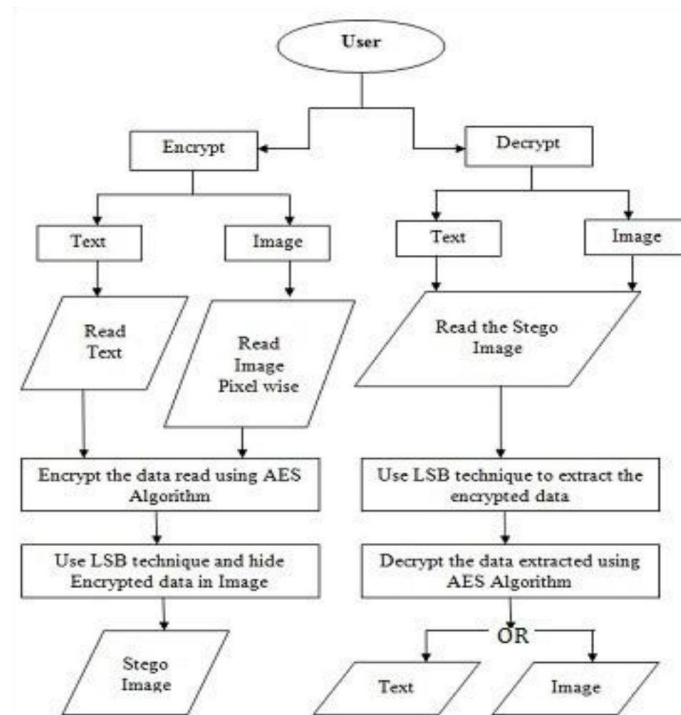 User
Encrypt
Decrypt
Text
Image
Text
Image
Read
Text
Read
Image
Pixel wise
Read the Stego
Image
Encrypt the data read using AES
Algorithm
Use LSB technique to extract the
encrypted data
Use LSB technique and hide
Encrypted data in Image
Decrypt the data extracted using
AES Algorithm
OR
Stego
Image
Text
Image